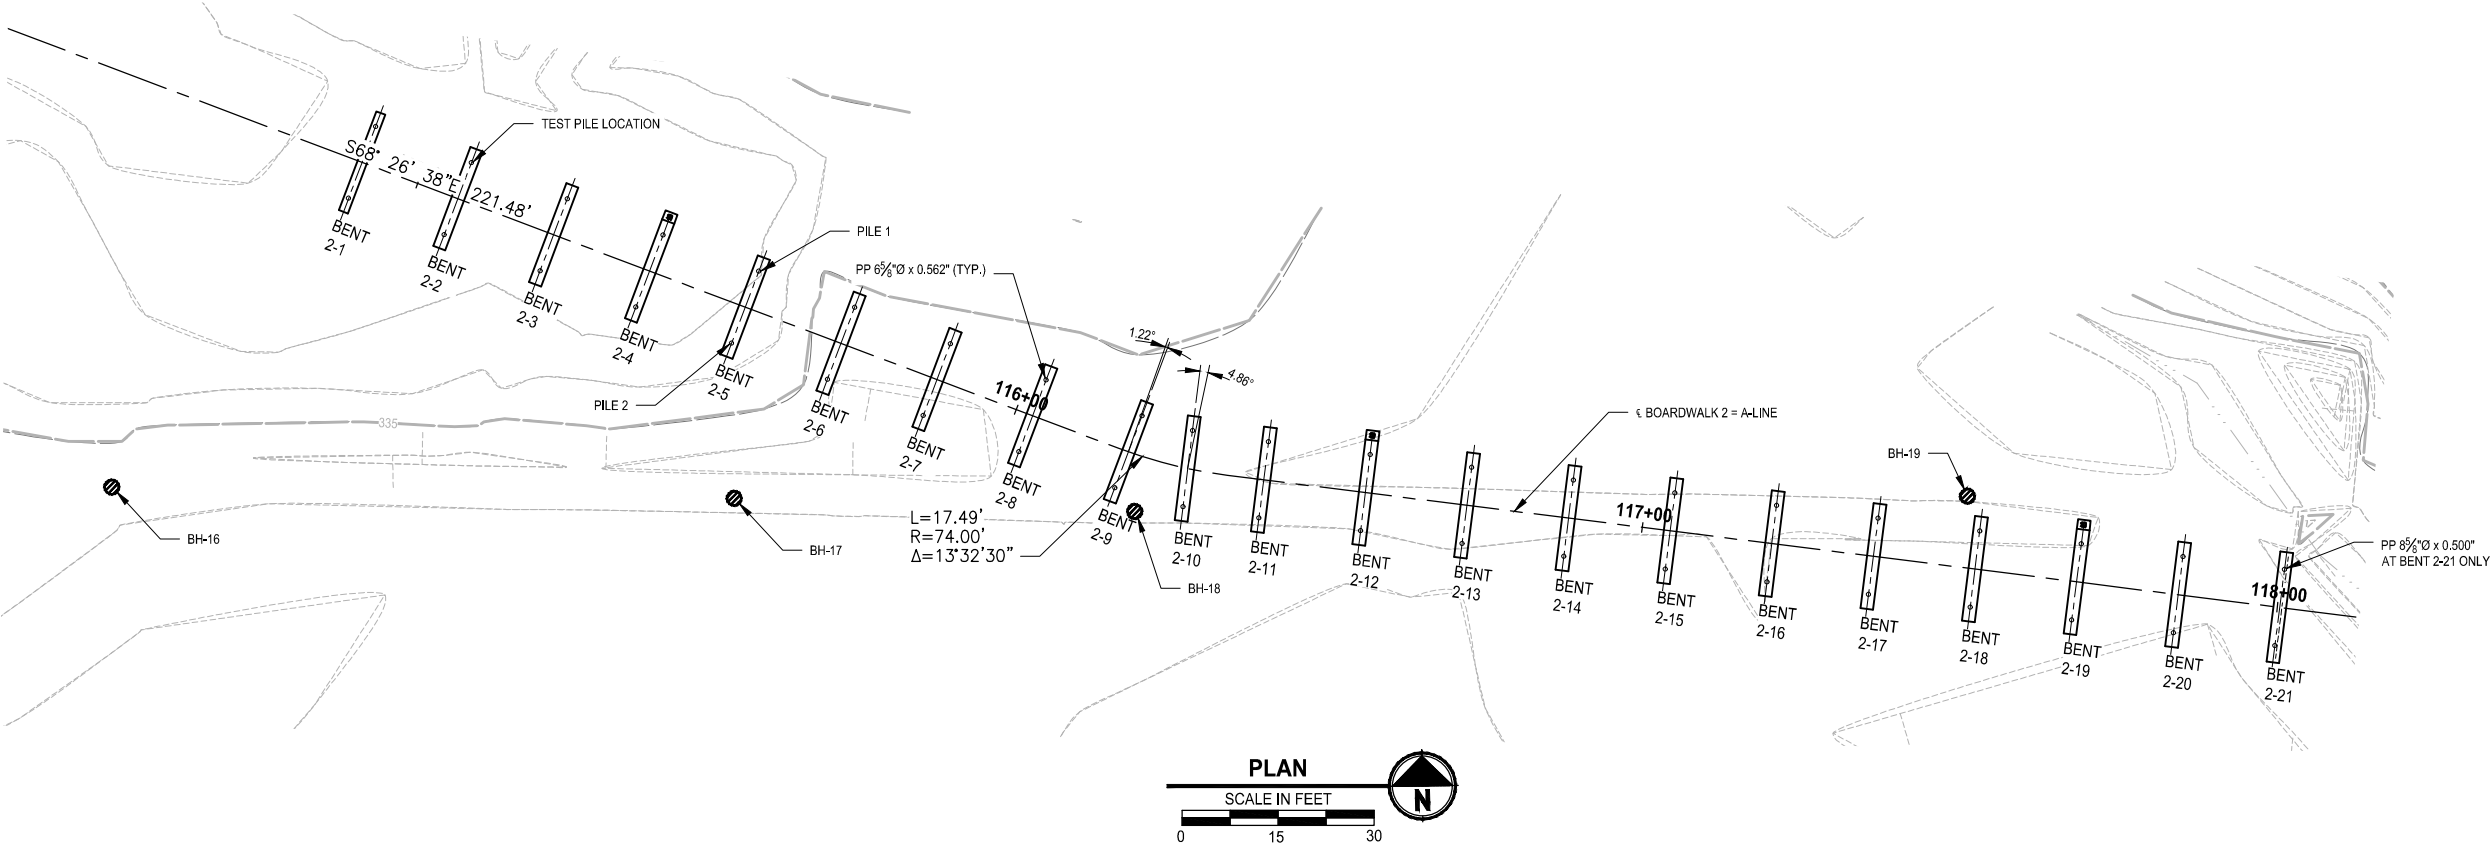 TEST PILE LOCATION
S68° 26' 38"E 221.48'
BENT
2-1
BENT
2-2
BENT
2-3
BENT
2-4
BENT
2-5
BENT
2-6
BENT
2-7
BENT
2-8
BENT
2-9
BENT
2-10
BENT
2-11
BENT
2-12
BENT
2-13
BENT
2-14
BENT
2-15
BENT
2-16
BENT
2-17
BENT
2-18
BENT
2-19
BENT
2-20
BENT
2-21
PILE 1
PP 6⅝"Ø x 0.562" (TYP.)
PILE 2
335
116+00
1.22°
4.86°
℄ BOARDWALK 2 = A-LINE
117+00
BH-19
BH-16
BH-17
L=17.49'
R=74.00'
Δ=13°32'30"
BH-18
PP 8⅝"Ø x 0.500"
AT BENT 2-21 ONLY
118+00
PLAN
SCALE IN FEET
0 15 30
N